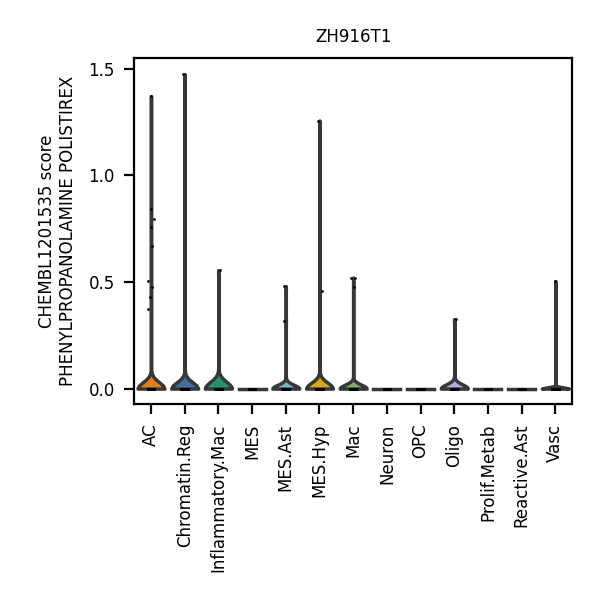 ZH916T1
CHEMBL1201535 score
PHENYLPROPANOLAMINE POLISTIREX
1.5
1.0
0.5
0.0
AC
Chromatin.Reg
Inflammatory.Mac
MES
MES.Ast
MES.Hyp
Mac
Neuron
OPC
Oligo
Prolif.Metab
Reactive.Ast
Vasc